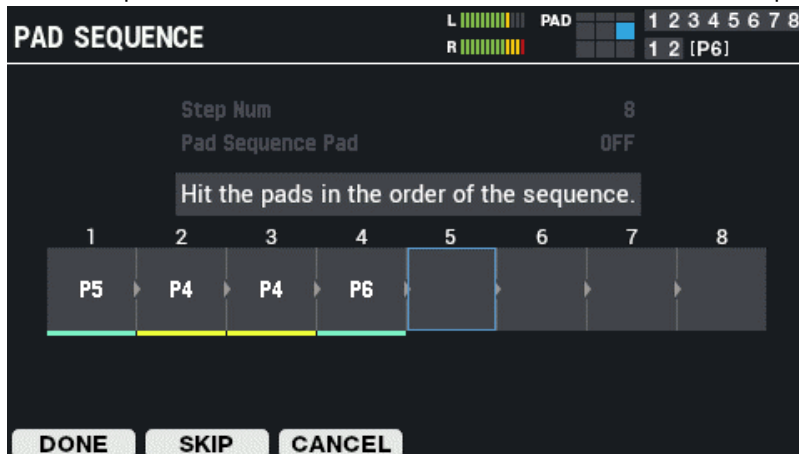 PAD SEQUENCE
L PAD 1 2 3 4 5 6 7 8
R 1 2 [P6]
Step Num 8
Pad Sequence Pad OFF
Hit the pads in the order of the sequence.
1 2 3 4 5 6 7 8
P5 P4 P4 P6
DONE SKIP CANCEL